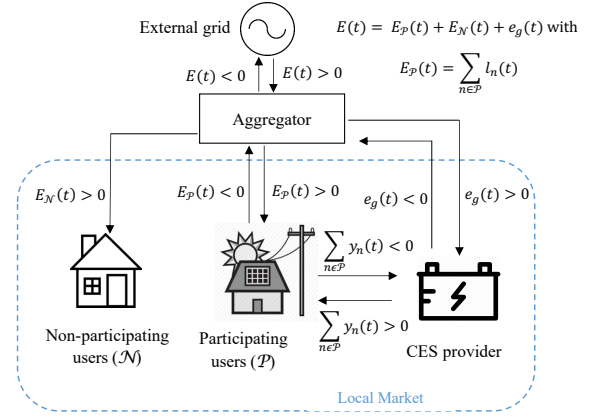 External grid
E(t) = E_𝒫(t) + E_𝒩(t) + e_g(t) with
E_𝒫(t) = ∑_{n∈𝒫} l_n(t)
E(t) < 0
E(t) > 0
Aggregator
E_𝒩(t) > 0
E_𝒫(t) < 0
E_𝒫(t) > 0
e_g(t) < 0
e_g(t) > 0
∑_{n∈𝒫} y_n(t) < 0
∑_{n∈𝒫} y_n(t) > 0
Non-participating
users (𝒩)
Participating
users (𝒫)
CES provider
Local Market